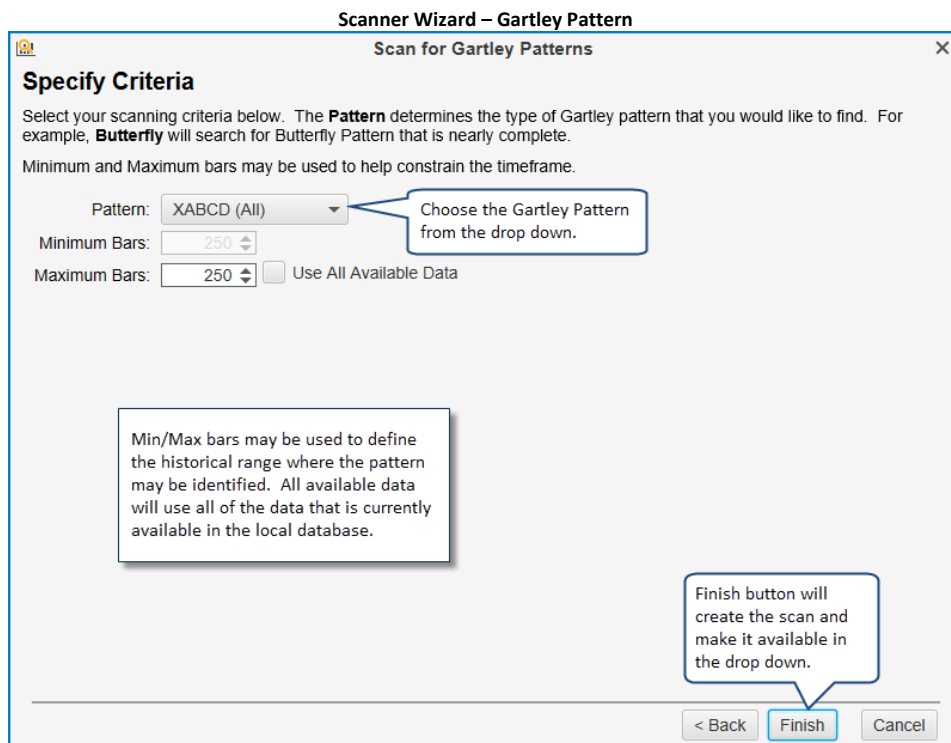 Scanner Wizard – Gartley Pattern
Scan for Gartley Patterns
Specify Criteria
Select your scanning criteria below. The Pattern determines the type of Gartley pattern that you would like to find. For
example, Butterfly will search for Butterfly Pattern that is nearly complete.
Minimum and Maximum bars may be used to help constrain the timeframe.
Pattern: XABCD (All)
Choose the Gartley Pattern
from the drop down.
Minimum Bars: 250
Maximum Bars: 250 Use All Available Data
Min/Max bars may be used to define
the historical range where the pattern
may be identified. All available data
will use all of the data that is currently
available in the local database.
Finish button will
create the scan and
make it available in
the drop down.
< Back Finish Cancel